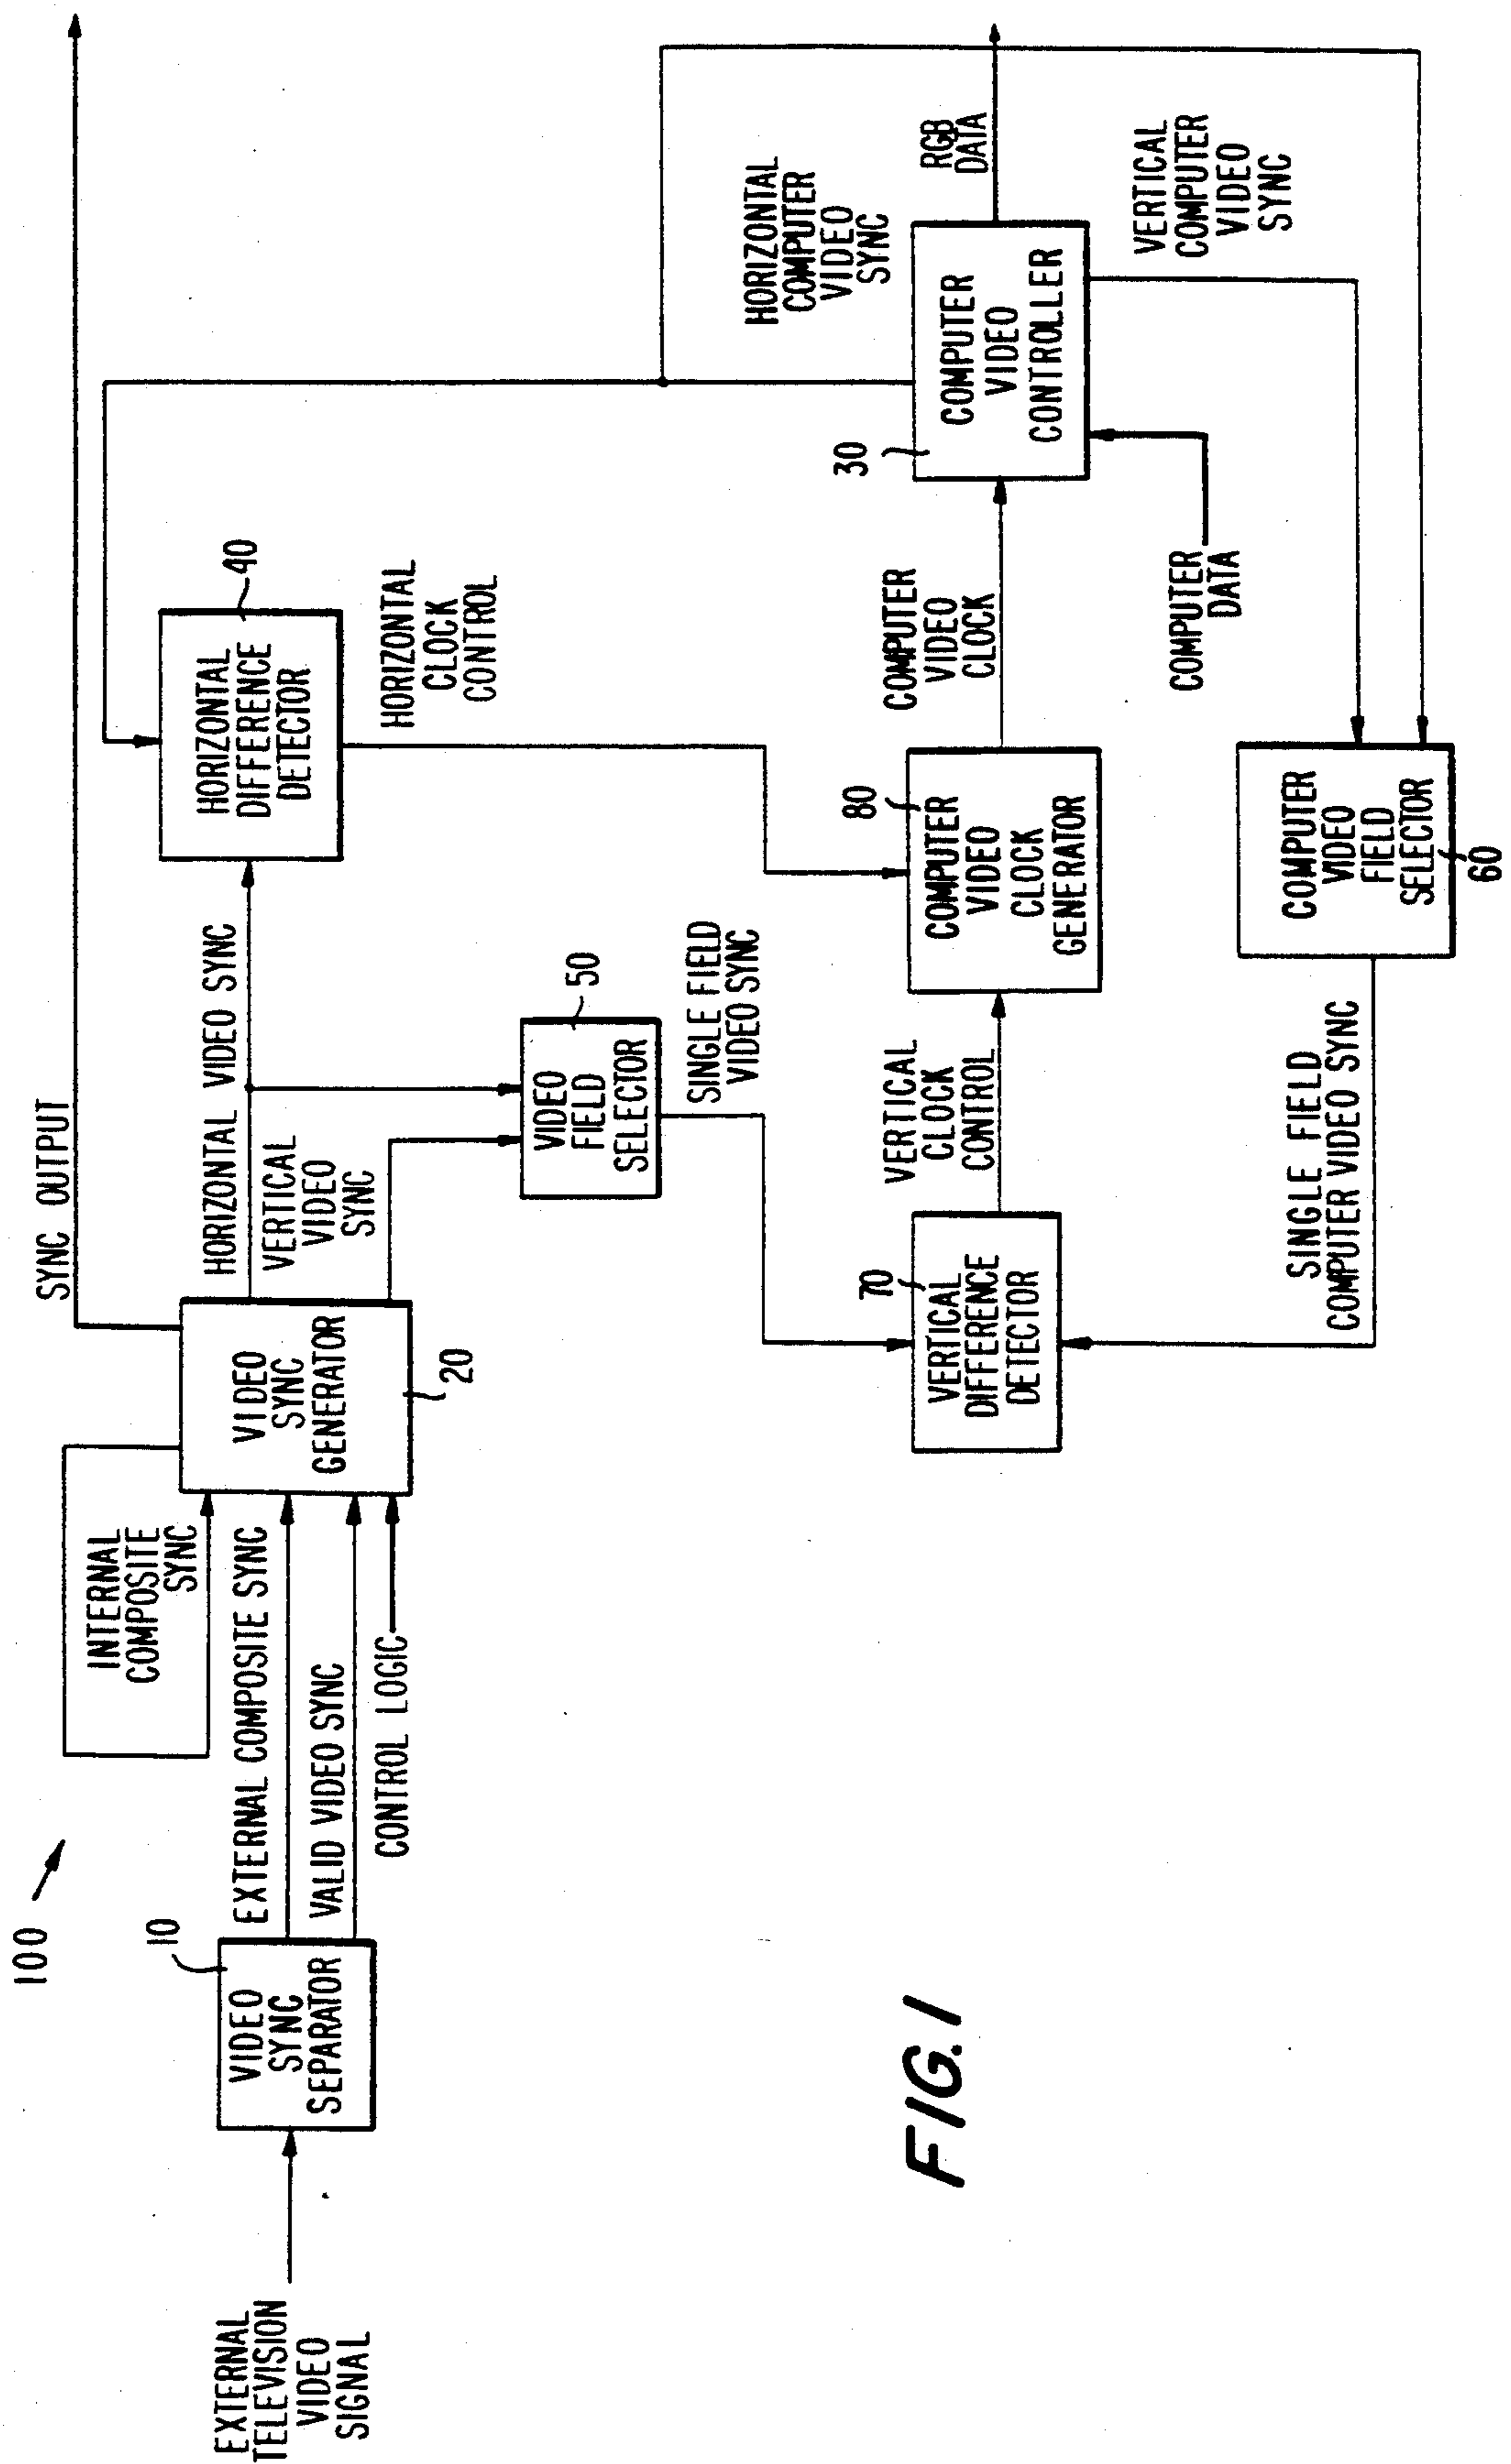 100
EXTERNAL
TELEVISION
VIDEO
SIGNAL
VIDEO
SYNC
SEPARATOR
10
EXTERNAL COMPOSITE SYNC
VALID VIDEO SYNC
CONTROL LOGIC
INTERNAL
COMPOSITE
SYNC
VIDEO
SYNC
GENERATOR
20
SYNC OUTPUT
HORIZONTAL VIDEO SYNC
VERTICAL
VIDEO
SYNC
VIDEO
FIELD
SELECTOR
50
SINGLE FIELD
VIDEO SYNC
HORIZONTAL
DIFFERENCE
DETECTOR
40
HORIZONTAL
CLOCK
CONTROL
VERTICAL
DIFFERENCE
DETECTOR
70
VERTICAL
CLOCK
CONTROL
COMPUTER
VIDEO
CLOCK
GENERATOR
80
COMPUTER
VIDEO
CLOCK
COMPUTER
VIDEO
CONTROLLER
30
HORIZONTAL
COMPUTER
VIDEO
SYNC
RGB
DATA
VERTICAL
COMPUTER
VIDEO
SYNC
COMPUTER
DATA
COMPUTER
VIDEO
FIELD
SELECTOR
60
SINGLE FIELD
COMPUTER VIDEO SYNC
FIG. 1